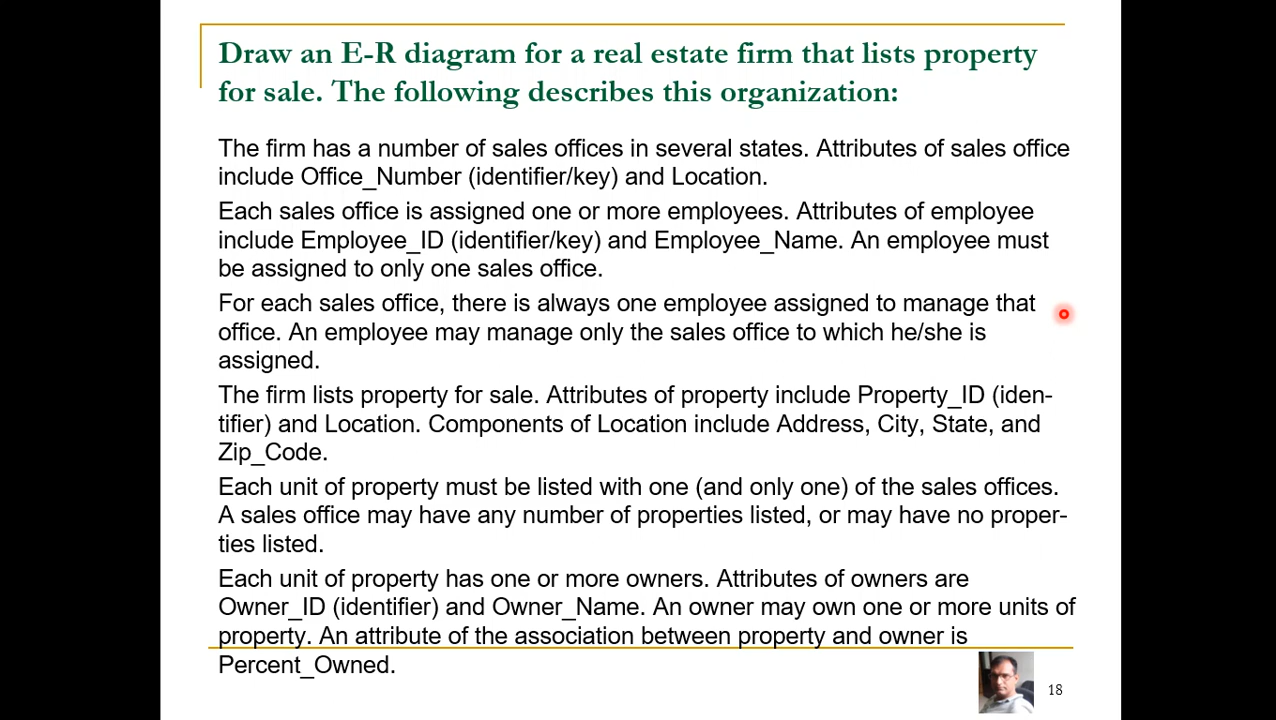 Draw an E-R diagram for a real estate firm that lists property
for sale. The following describes this organization:
The firm has a number of sales offices in several states. Attributes of sales office
include Office_Number (identifier/key) and Location.
Each sales office is assigned one or more employees. Attributes of employee
include Employee_ID (identifier/key) and Employee_Name. An employee must
be assigned to only one sales office.
For each sales office, there is always one employee assigned to manage that
office. An employee may manage only the sales office to which he/she is
assigned.
The firm lists property for sale. Attributes of property include Property_ID (iden-
tifier) and Location. Components of Location include Address, City, State, and
Zip_Code.
Each unit of property must be listed with one (and only one) of the sales offices.
A sales office may have any number of properties listed, or may have no proper-
ties listed.
Each unit of property has one or more owners. Attributes of owners are
Owner_ID (identifier) and Owner_Name. An owner may own one or more units of
property. An attribute of the association between property and owner is
Percent_Owned.
18